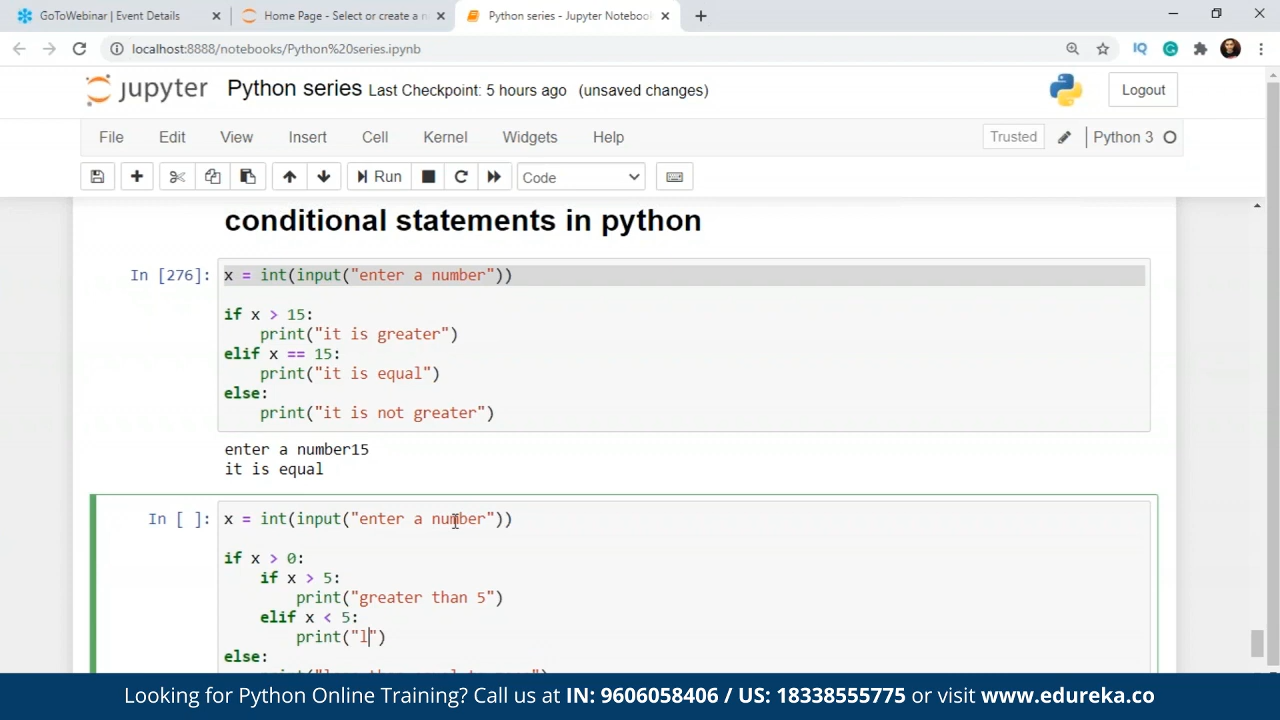 GoToWebinar | Event Details
Home Page - Select or create a n
Python series - Jupyter Notebook
localhost:8888/notebooks/Python%20series.ipynb
IQ
jupyter Python series Last Checkpoint: 5 hours ago (unsaved changes)
Logout
File Edit View Insert Cell Kernel Widgets Help
Trusted
Python 3
Run
Code
conditional statements in python
In [276]: x = int(input("enter a number"))
if x > 15:
print("it is greater")
elif x == 15:
print("it is equal")
else:
print("it is not greater")
enter a number15
it is equal
In [ ]: x = int(input("enter a number"))
if x > 0:
if x > 5:
print("greater than 5")
elif x < 5:
print("l")
else:
Looking for Python Online Training? Call us at IN: 9606058406 / US: 18338555775 or visit www.edureka.co